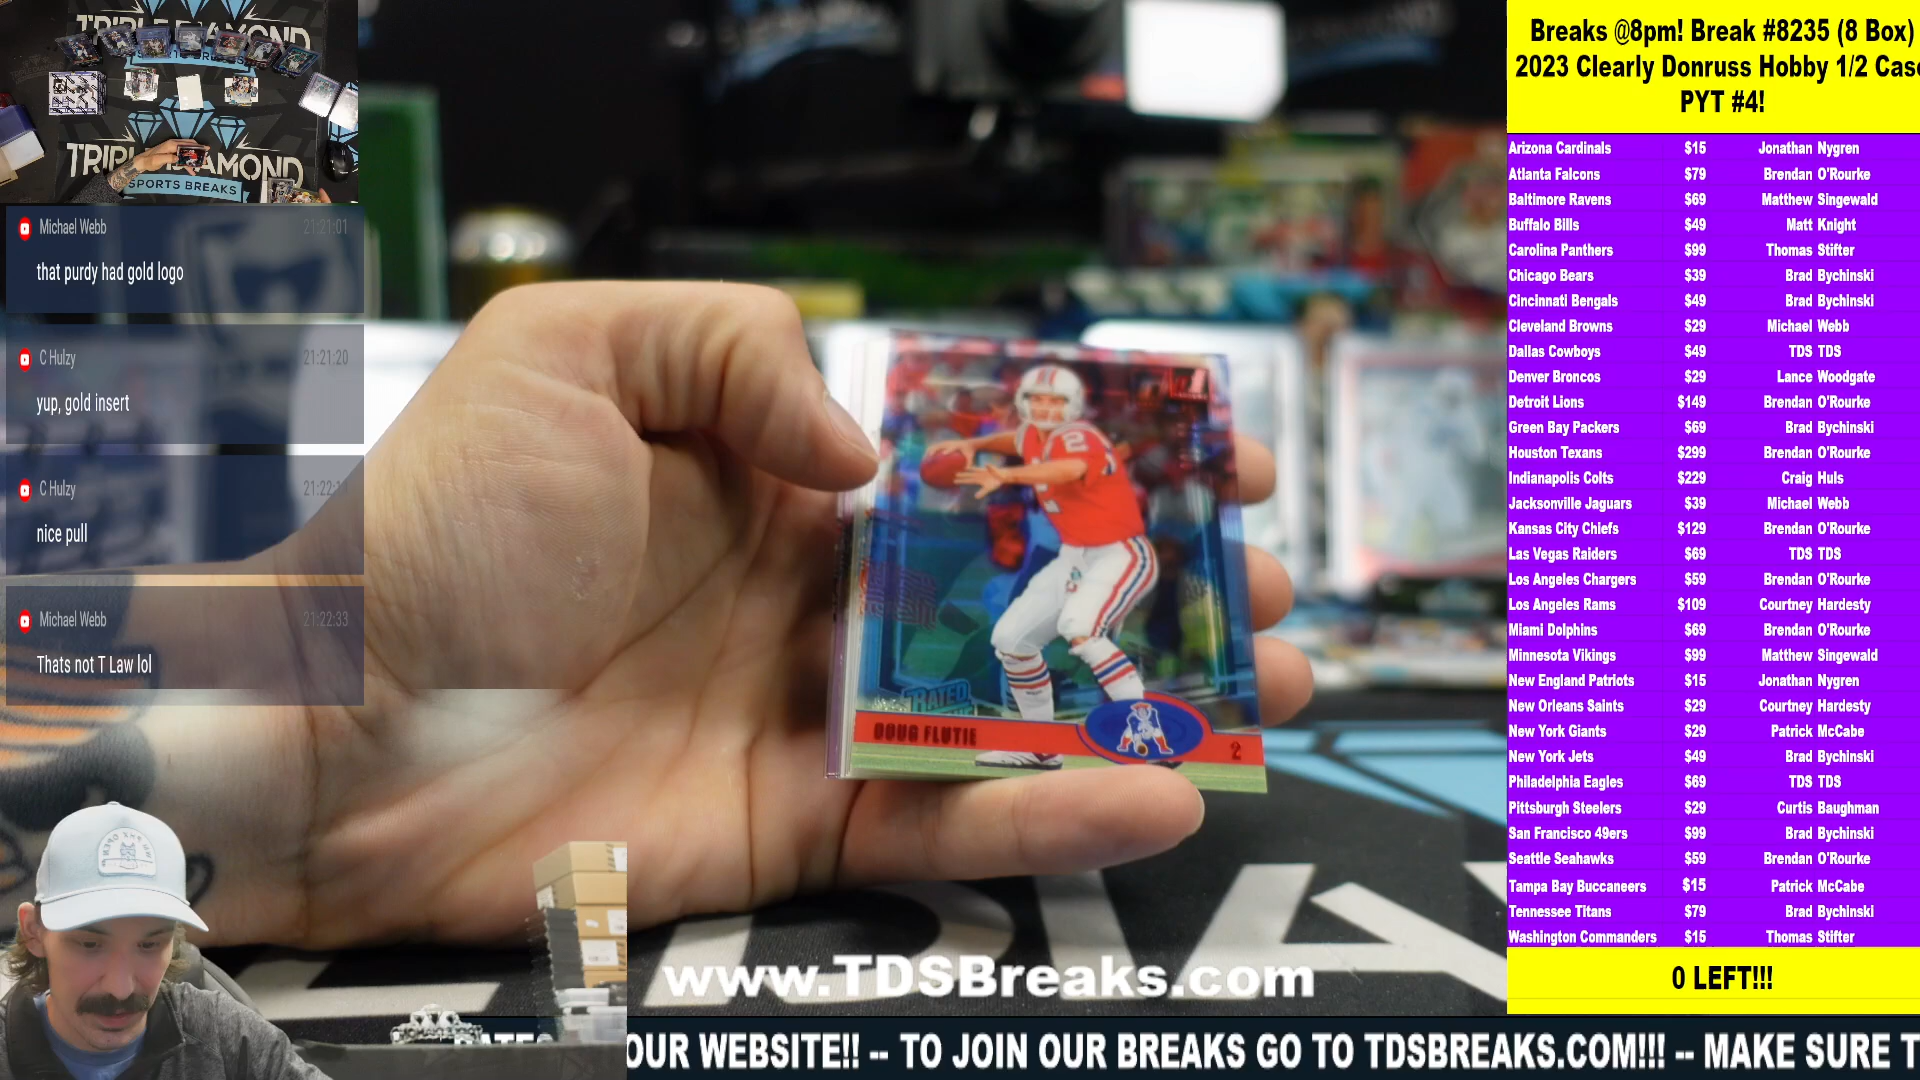 TRIPLE DIAMOND
SPORTS BREAKS
Michael Webb 21:21:01
that purdy had gold logo
C Hulzy 21:21:20
yup, gold insert
C Hulzy
nice pull
Michael Webb 21:22:33
Thats not T Law lol
2
RATED
DOUG FLUTIE
2
www.TDSBreaks.com
Breaks @8pm! Break #8235 (8 Box)
2023 Clearly Donruss Hobby 1/2 Case
PYT #4!
Arizona Cardinals $15 Jonathan Nygren
Atlanta Falcons $79 Brendan O'Rourke
Baltimore Ravens $69 Matthew Singewald
Buffalo Bills $49 Matt Knight
Carolina Panthers $99 Thomas Stifter
Chicago Bears $39 Brad Bychinski
Cincinnati Bengals $49 Brad Bychinski
Cleveland Browns $29 Michael Webb
Dallas Cowboys $49 TDS TDS
Denver Broncos $29 Lance Woodgate
Detroit Lions $149 Brendan O'Rourke
Green Bay Packers $69 Brad Bychinski
Houston Texans $299 Brendan O'Rourke
Indianapolis Colts $229 Craig Huls
Jacksonville Jaguars $39 Michael Webb
Kansas City Chiefs $129 Brendan O'Rourke
Las Vegas Raiders $69 TDS TDS
Los Angeles Chargers $59 Brendan O'Rourke
Los Angeles Rams $109 Courtney Hardesty
Miami Dolphins $69 Brendan O'Rourke
Minnesota Vikings $99 Matthew Singewald
New England Patriots $15 Jonathan Nygren
New Orleans Saints $29 Courtney Hardesty
New York Giants $29 Patrick McCabe
New York Jets $49 Brad Bychinski
Philadelphia Eagles $69 TDS TDS
Pittsburgh Steelers $29 Curtis Baughman
San Francisco 49ers $99 Brad Bychinski
Seattle Seahawks $59 Brendan O'Rourke
Tampa Bay Buccaneers $15 Patrick McCabe
Tennessee Titans $79 Brad Bychinski
Washington Commanders $15 Thomas Stifter
0 LEFT!!!
OUR WEBSITE!! -- TO JOIN OUR BREAKS GO TO TDSBREAKS.COM!!! -- MAKE SURE T